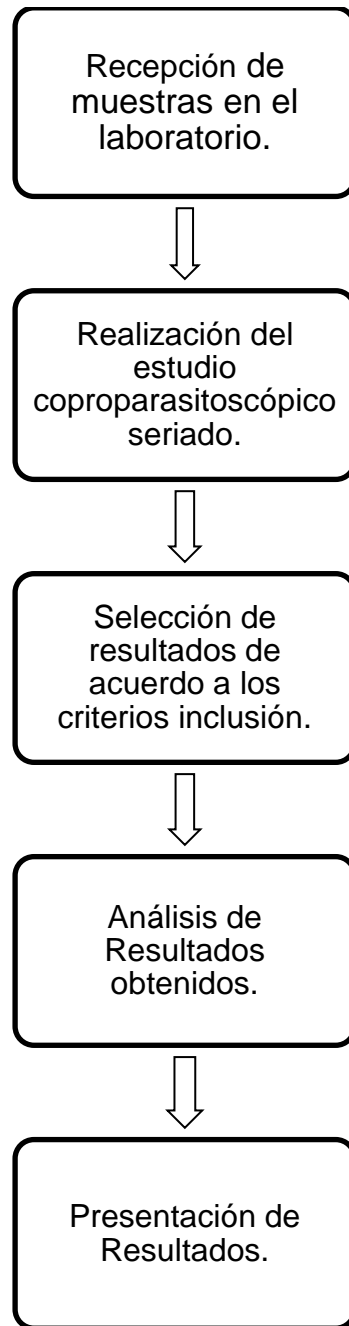 Recepción de
muestras en el
laboratorio.
Realización del
estudio
coproparasitoscópico
seriado.
Selección de
resultados de
acuerdo a los
criterios inclusión.
Análisis de
Resultados
obtenidos.
Presentación de
Resultados.